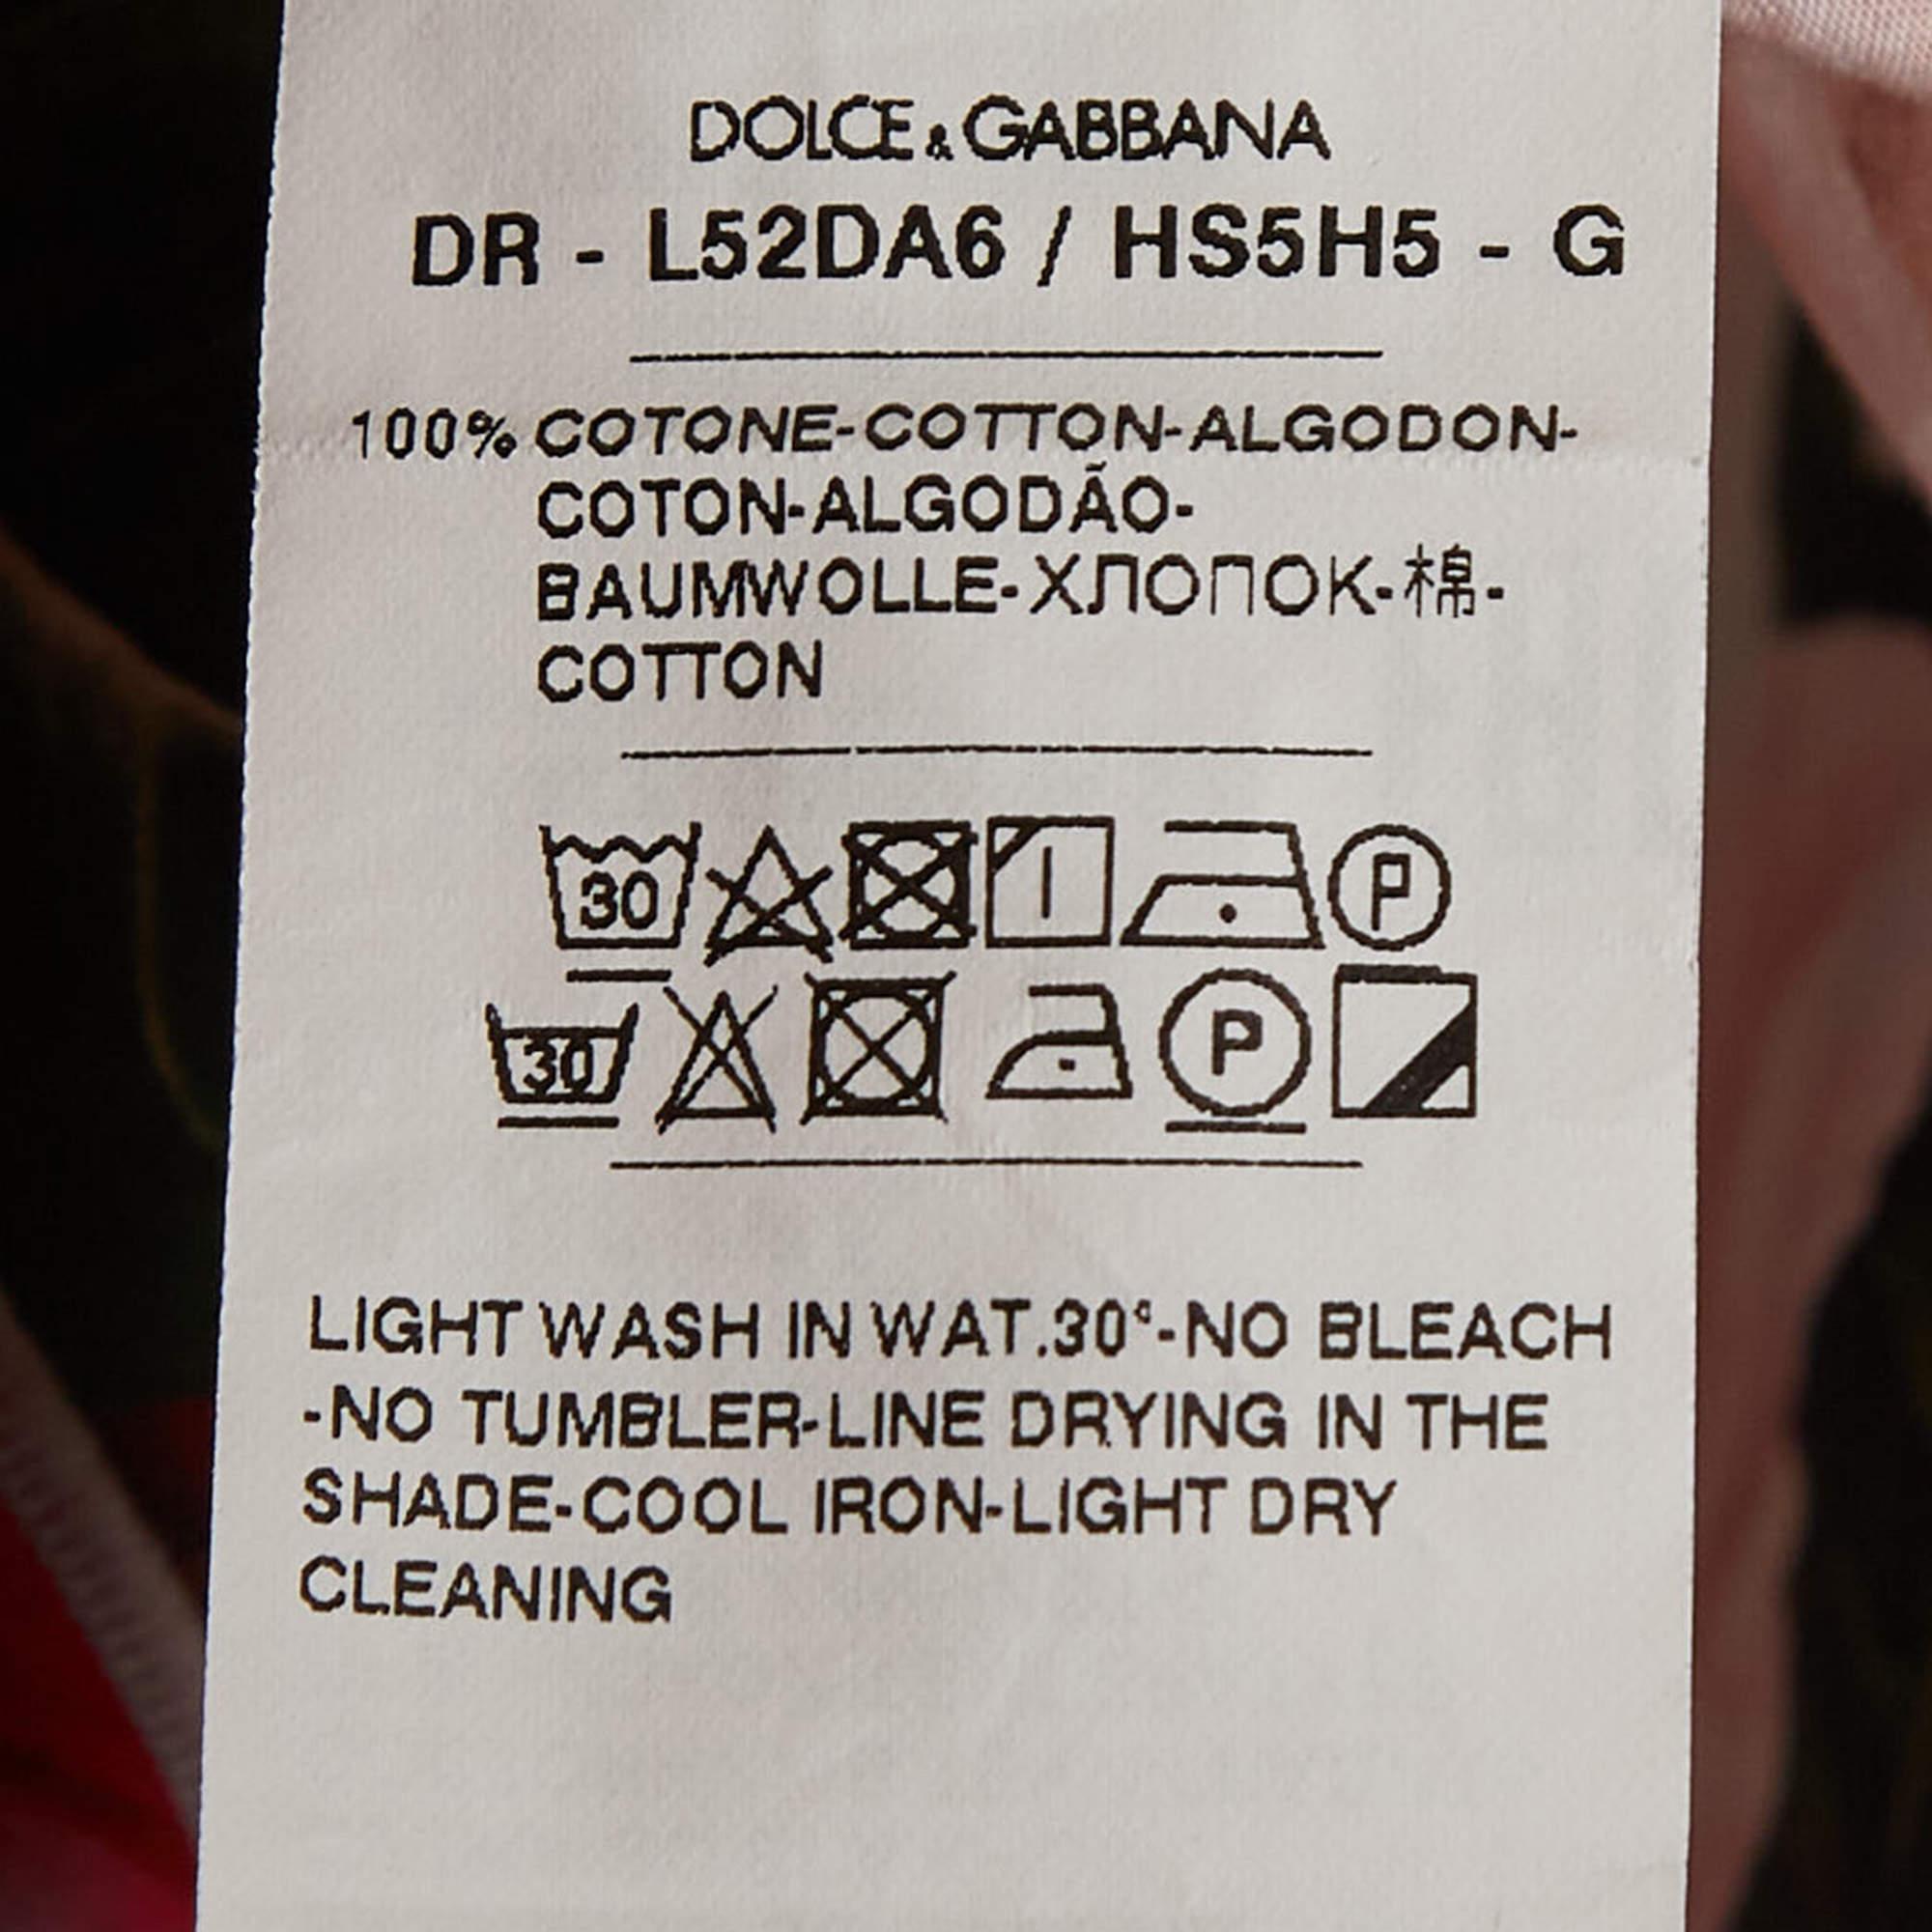 DOLCE & GABBANA
DR - L52DA6 / HS5H5 - G
100% COTONE-COTTON-ALGODON-
COTON-ALGODÃO-
BAUMWOLLE-ХЛОПОК-棉-
COTTON
30 P
30 P
LIGHT WASH IN WAT.30°-NO BLEACH
-NO TUMBLER-LINE DRYING IN THE
SHADE-COOL IRON-LIGHT DRY
CLEANING